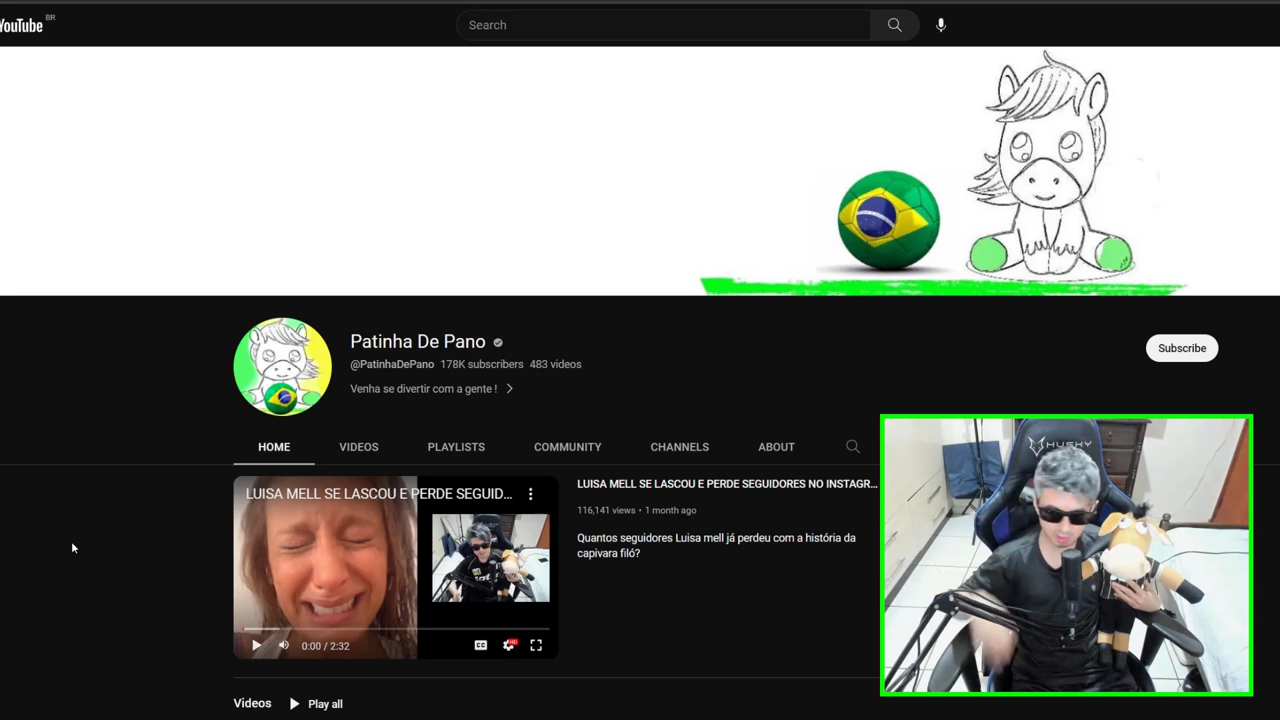 YouTube BR
Search
Patinha De Pano
@PatinhaDePano 178K subscribers 483 videos
Venha se divertir com a gente !
Subscribe
HOME VIDEOS PLAYLISTS COMMUNITY CHANNELS ABOUT
LUISA MELL SE LASCOU E PERDE SEGUID...
0:00 / 2:32
CC
HD
LUISA MELL SE LASCOU E PERDE SEGUIDORES NO INSTAGR...
116,141 views • 1 month ago
Quantos seguidores Luisa mell já perdeu com a história da
capivara filó?
HUSKY
Videos Play all